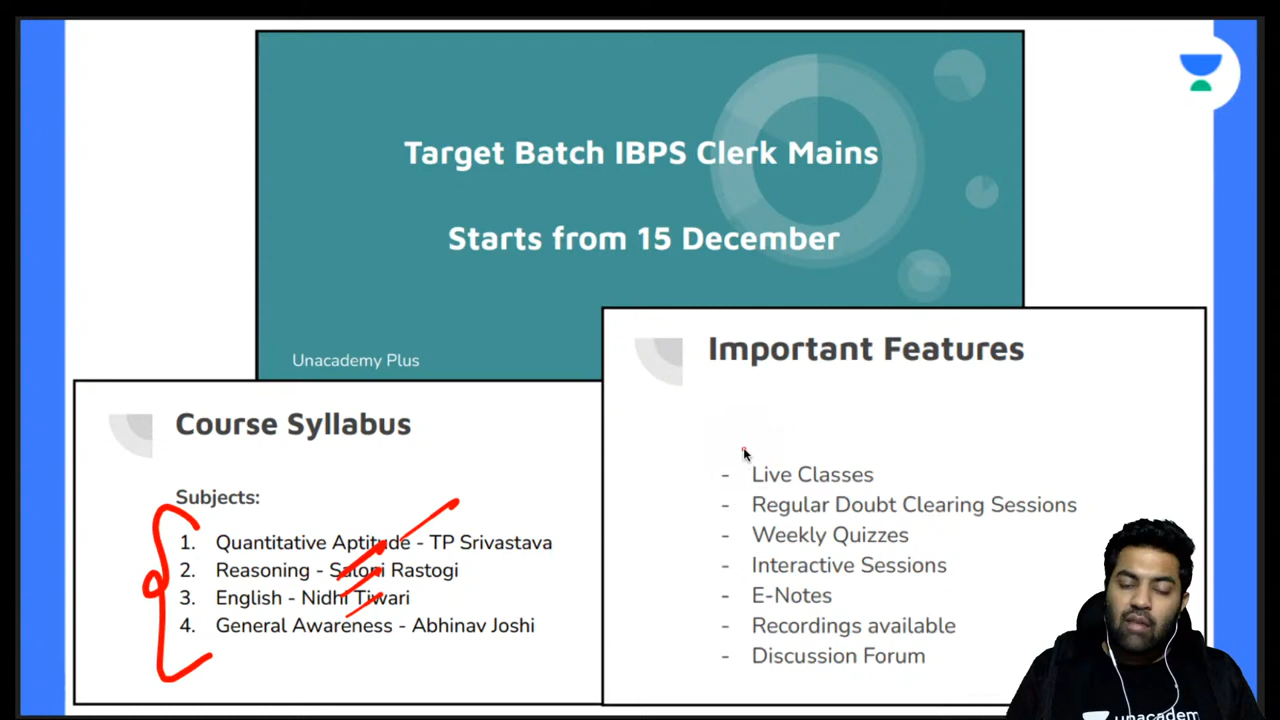 Target Batch IBPS Clerk Mains
Starts from 15 December
Unacademy Plus
Course Syllabus
Subjects:
1. Quantitative Aptitude - TP Srivastava
2. Reasoning - Saloni Rastogi
3. English - Nidhi Tiwari
4. General Awareness - Abhinav Joshi
Important Features
- Live Classes
- Regular Doubt Clearing Sessions
- Weekly Quizzes
- Interactive Sessions
- E-Notes
- Recordings available
- Discussion Forum
unacadem